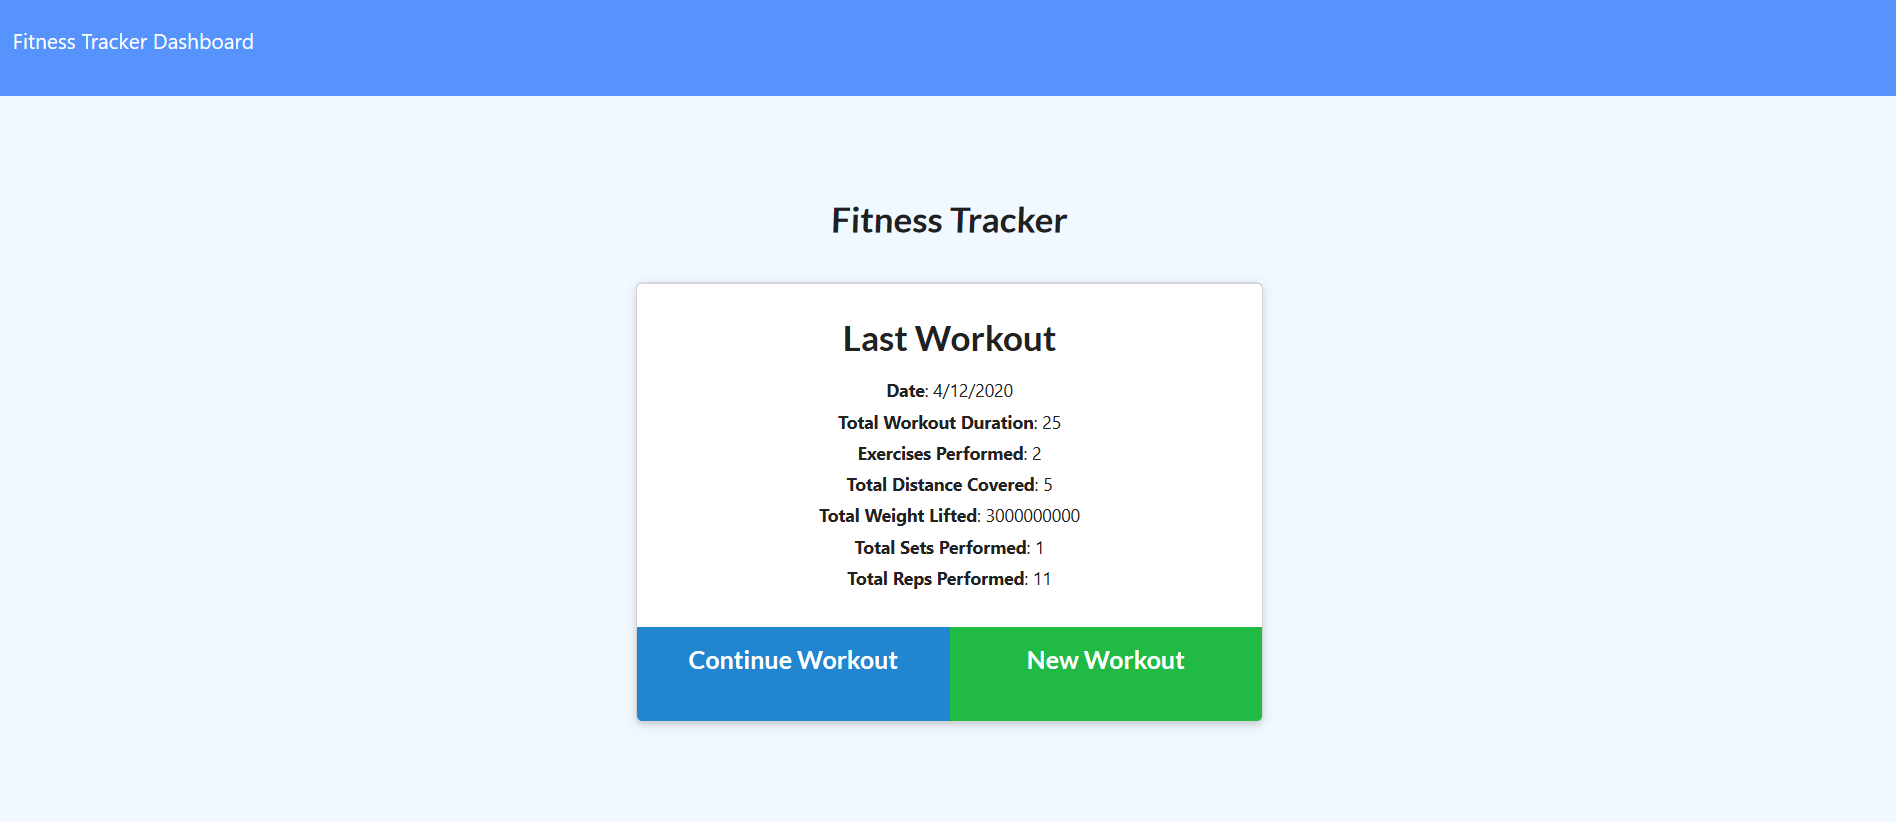 Fitness Tracker Dashboard
Fitness Tracker
Last Workout
Date: 4/12/2020
Total Workout Duration: 25
Exercises Performed: 2
Total Distance Covered: 5
Total Weight Lifted: 3000000000
Total Sets Performed: 1
Total Reps Performed: 11
Continue Workout
New Workout